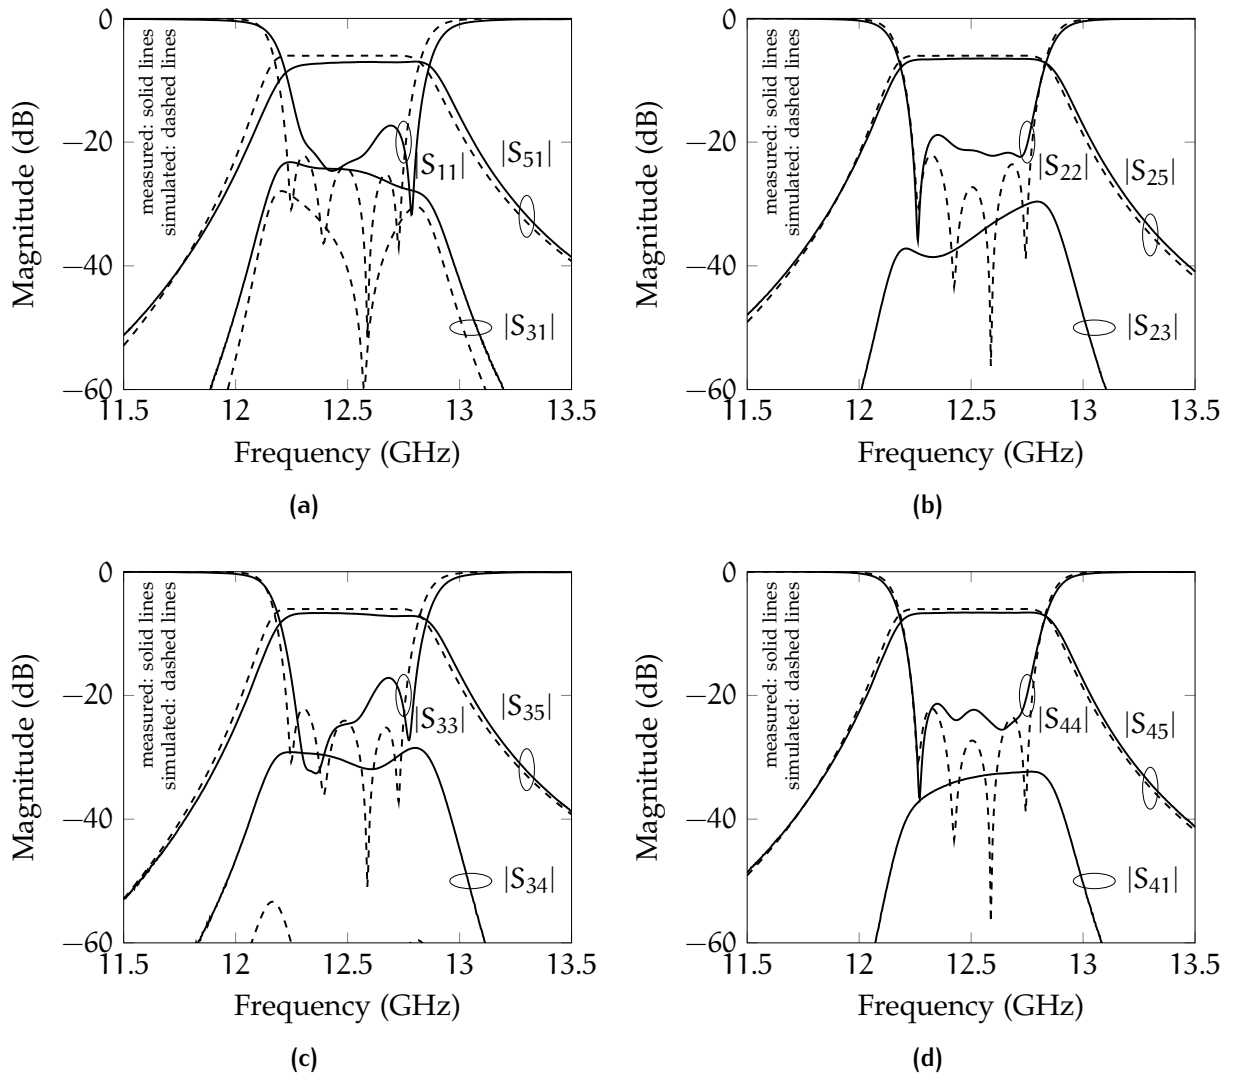 0
−20
−40
−60
11.5
12
12.5
13
13.5
Magnitude (dB)
Frequency (GHz)
measured: solid lines
simulated: dashed lines
|S11|
|S51|
|S31|
(a)
0
−20
−40
−60
11.5
12
12.5
13
13.5
Magnitude (dB)
Frequency (GHz)
measured: solid lines
simulated: dashed lines
|S22|
|S25|
|S23|
(b)
0
−20
−40
−60
11.5
12
12.5
13
13.5
Magnitude (dB)
Frequency (GHz)
measured: solid lines
simulated: dashed lines
|S33|
|S35|
|S34|
(c)
0
−20
−40
−60
11.5
12
12.5
13
13.5
Magnitude (dB)
Frequency (GHz)
measured: solid lines
simulated: dashed lines
|S44|
|S45|
|S41|
(d)